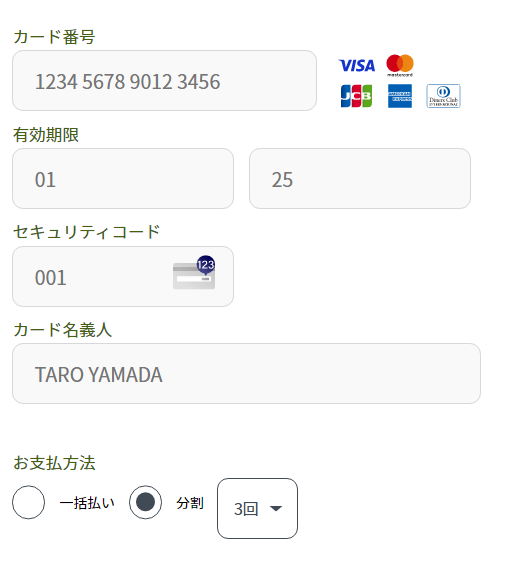 カード番号
1234 5678 9012 3456
VISA
mastercard
JCB
AMERICAN EXPRESS
Diners Club
INTERNATIONAL
有効期限
01 25
セキュリティコード
001
123
カード名義人
TARO YAMADA
お支払方法
一括払い 分割 3回